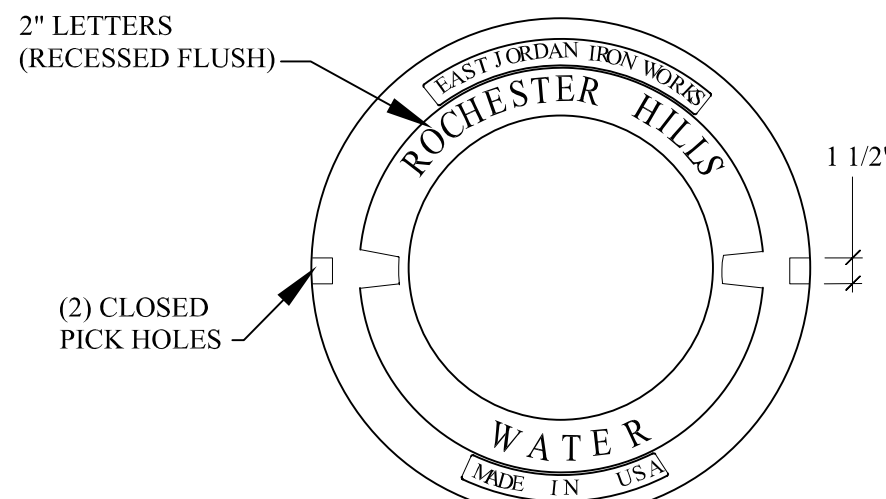 2" LETTERS
(RECESSED FLUSH)
EAST JORDAN IRON WORKS
ROCHESTER HILLS
1 1/2"
(2) CLOSED
PICK HOLES
WATER
MADE IN USA